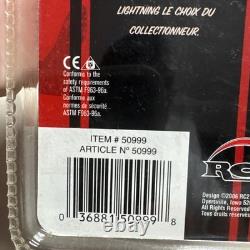 LIGHTNING LE CHOIX DU
COLLECTIONNEUR.
CE
Conforms to the
safety requirements
of ASTM F963-96a.
Conforme aux
normes de sécurité
ASTM F963-96a.
ITEM # 50999
ARTICLE Nº 50999
0 36881 50999 8
RC
Design ©2006 RC2
Dyersville, Iowa 52
All Rights Reserved.
Tous droits réservés